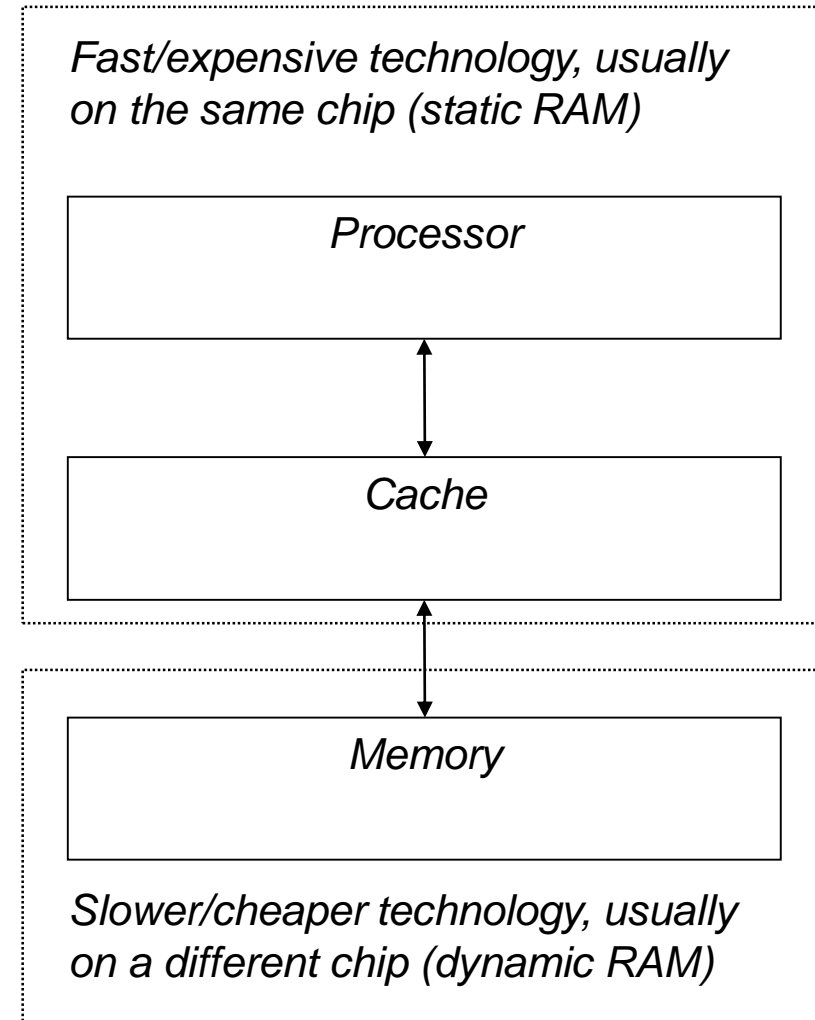 Fast/expensive technology, usually
on the same chip (static RAM)
Processor
Cache
Memory
Slower/cheaper technology, usually
on a different chip (dynamic RAM)